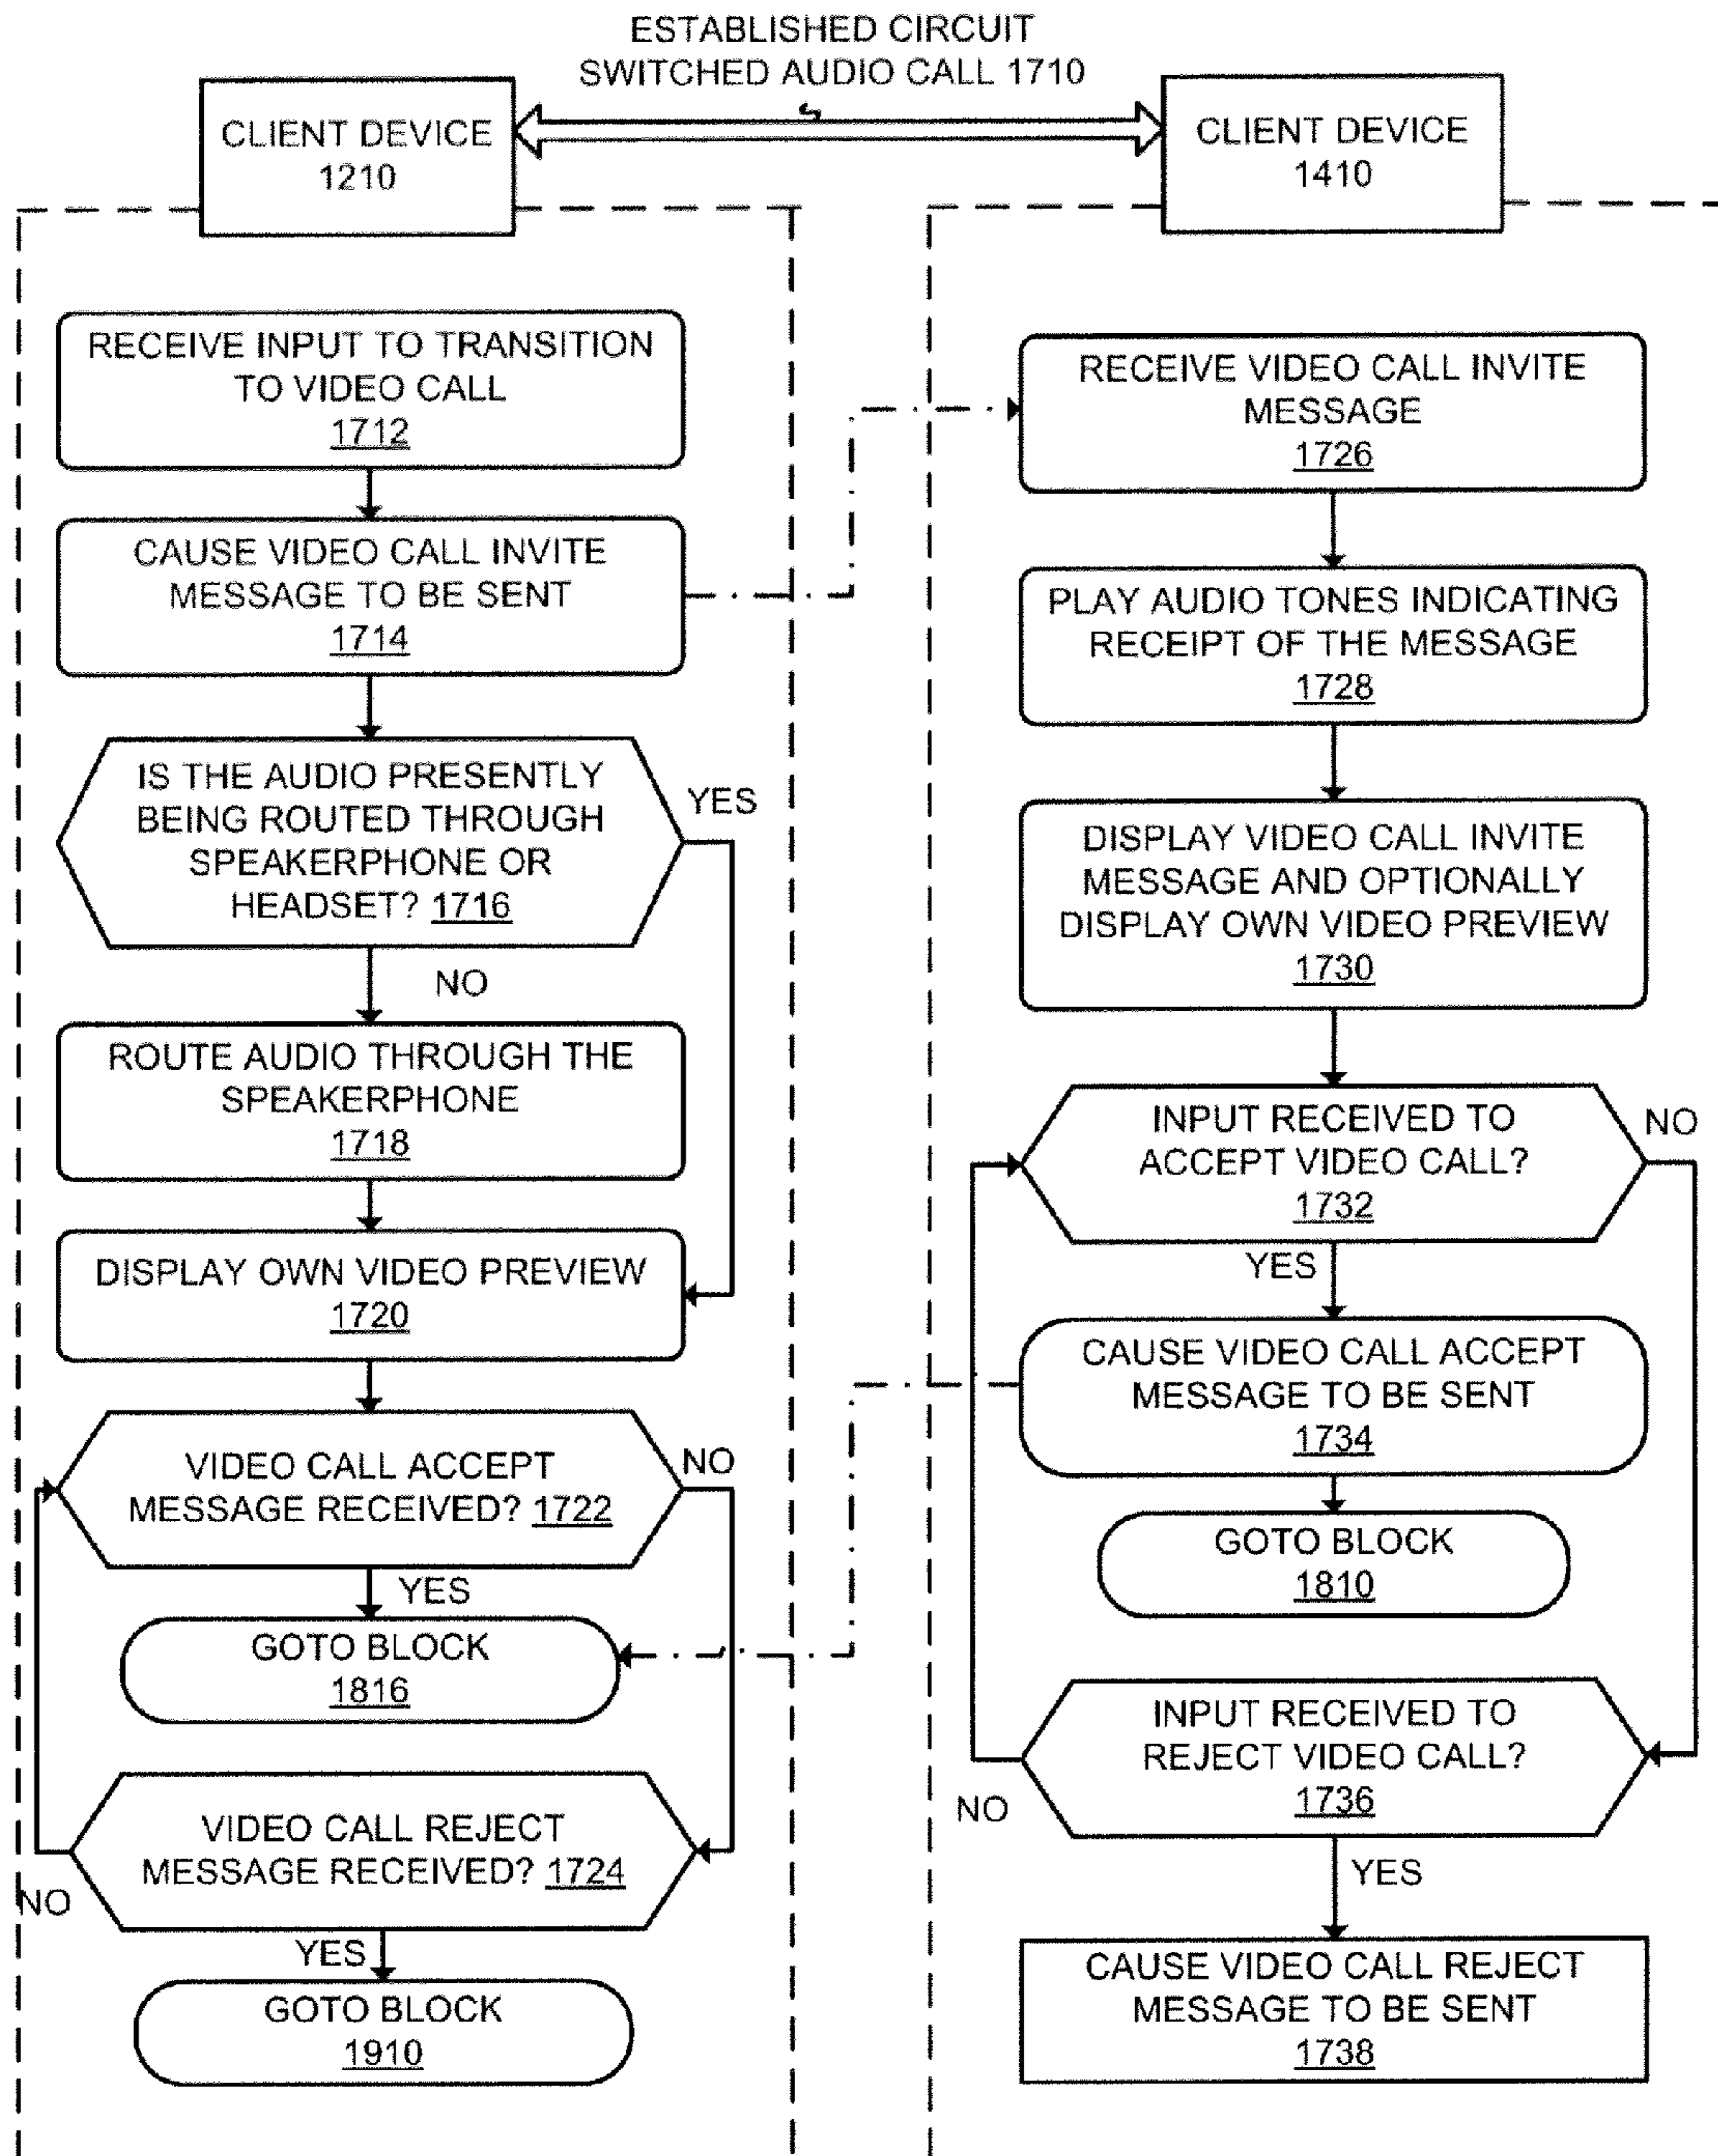 ESTABLISHED CIRCUIT
SWITCHED AUDIO CALL 1710
CLIENT DEVICE
1210
CLIENT DEVICE
1410
RECEIVE INPUT TO TRANSITION
TO VIDEO CALL
1712
CAUSE VIDEO CALL INVITE
MESSAGE TO BE SENT
1714
IS THE AUDIO PRESENTLY
BEING ROUTED THROUGH
SPEAKERPHONE OR
HEADSET? 1716
YES
NO
ROUTE AUDIO THROUGH THE
SPEAKERPHONE
1718
DISPLAY OWN VIDEO PREVIEW
1720
VIDEO CALL ACCEPT
MESSAGE RECEIVED? 1722
NO
YES
GOTO BLOCK
1816
VIDEO CALL REJECT
MESSAGE RECEIVED? 1724
NO
YES
GOTO BLOCK
1910
RECEIVE VIDEO CALL INVITE
MESSAGE
1726
PLAY AUDIO TONES INDICATING
RECEIPT OF THE MESSAGE
1728
DISPLAY VIDEO CALL INVITE
MESSAGE AND OPTIONALLY
DISPLAY OWN VIDEO PREVIEW
1730
INPUT RECEIVED TO
ACCEPT VIDEO CALL?
1732
NO
YES
CAUSE VIDEO CALL ACCEPT
MESSAGE TO BE SENT
1734
GOTO BLOCK
1810
INPUT RECEIVED TO
REJECT VIDEO CALL?
1736
NO
YES
CAUSE VIDEO CALL REJECT
MESSAGE TO BE SENT
1738